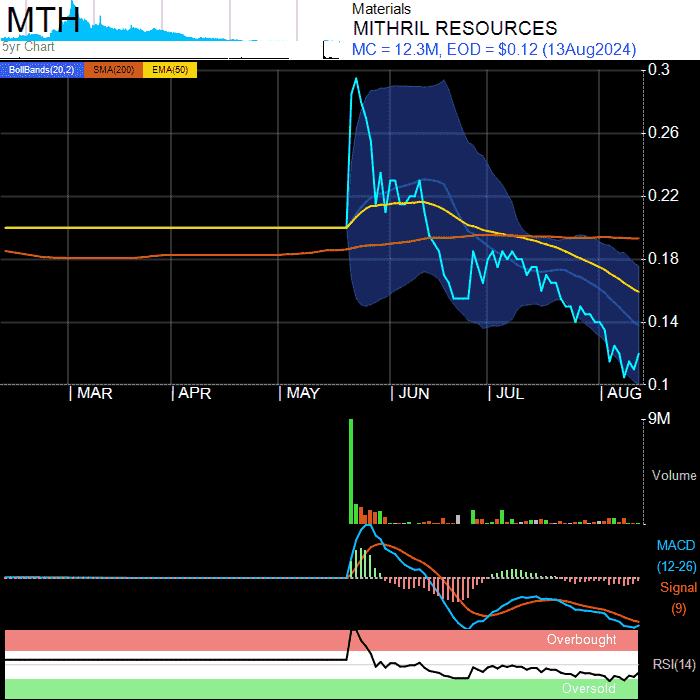 MTH
5yr Chart
Materials
MITHRIL RESOURCES
MC = 12.3M, EOD = $0.12 (13Aug2024)
BollBands(20,2) SMA(200) EMA(50)
0.3
0.26
0.22
0.18
0.14
0.1
MAR APR MAY JUN JUL AUG
9M
Volume
MACD
(12-26)
Signal
(9)
Overbought
RSI(14)
Oversold